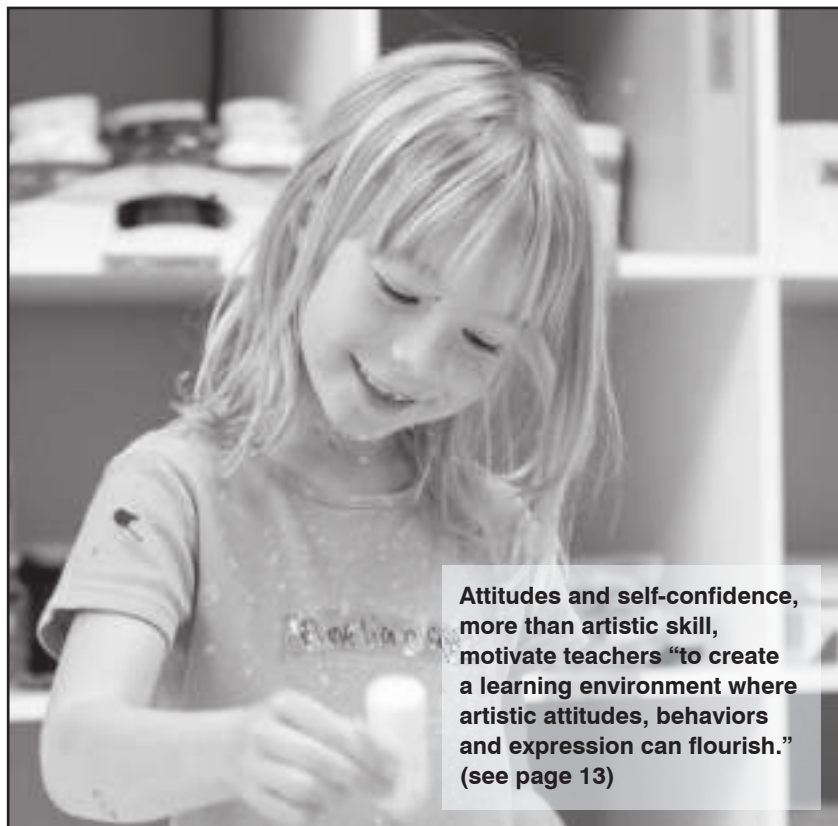 Attitudes and self-confidence,
more than artistic skill,
motivate teachers “to create
a learning environment where
artistic attitudes, behaviors
and expression can flourish.”
(see page 13)